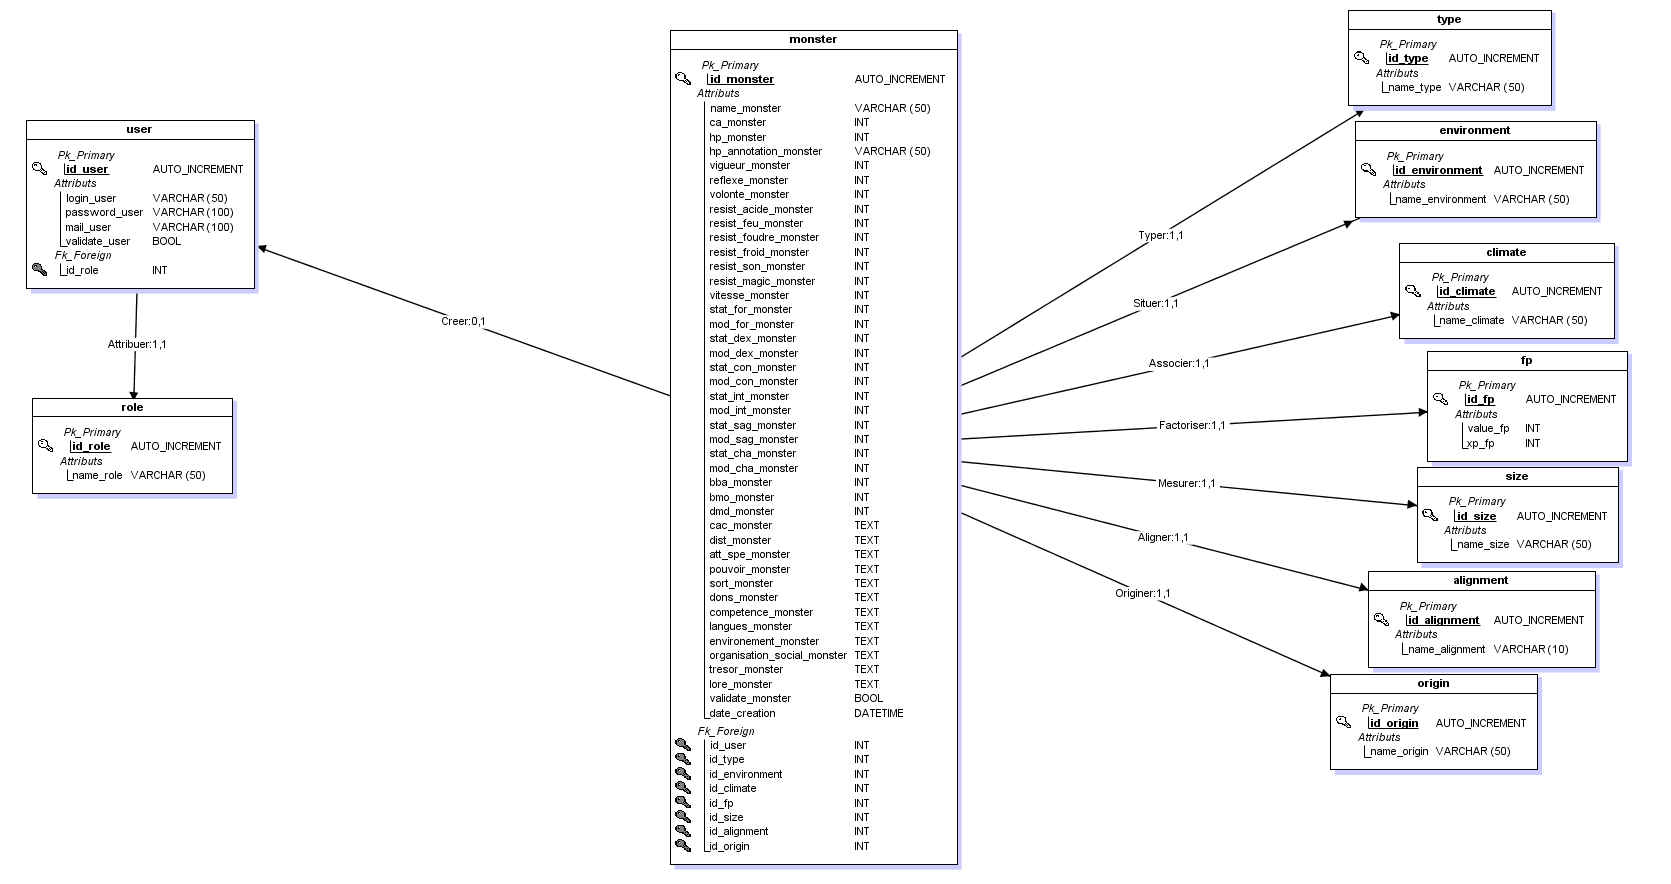 user
Pk_Primary
id_user AUTO_INCREMENT
Attributs
login_user VARCHAR (50)
password_user VARCHAR (100)
mail_user VARCHAR (100)
validate_user BOOL
Fk_Foreign
id_role INT
Attribuer:1,1
role
Pk_Primary
id_role AUTO_INCREMENT
Attributs
name_role VARCHAR (50)
Creer:0,1
monster
Pk_Primary
id_monster AUTO_INCREMENT
Attributs
name_monster VARCHAR (50)
ca_monster INT
hp_monster INT
hp_annotation_monster VARCHAR (50)
vigueur_monster INT
reflexe_monster INT
volonte_monster INT
resist_acide_monster INT
resist_feu_monster INT
resist_foudre_monster INT
resist_froid_monster INT
resist_son_monster INT
resist_magic_monster INT
vitesse_monster INT
stat_for_monster INT
mod_for_monster INT
stat_dex_monster INT
mod_dex_monster INT
stat_con_monster INT
mod_con_monster INT
stat_int_monster INT
mod_int_monster INT
stat_sag_monster INT
mod_sag_monster INT
stat_cha_monster INT
mod_cha_monster INT
bba_monster INT
bmo_monster INT
dmd_monster INT
cac_monster TEXT
dist_monster TEXT
att_spe_monster TEXT
pouvoir_monster TEXT
sort_monster TEXT
dons_monster TEXT
competence_monster TEXT
langues_monster TEXT
environement_monster TEXT
organisation_social_monster TEXT
tresor_monster TEXT
lore_monster TEXT
validate_monster BOOL
date_creation DATETIME
Fk_Foreign
id_user INT
id_type INT
id_environment INT
id_climate INT
id_fp INT
id_size INT
id_alignment INT
id_origin INT
Typer:1,1
Situer:1,1
Associer:1,1
Factoriser:1,1
Mesurer:1,1
Aligner:1,1
Originer:1,1
type
Pk_Primary
id_type AUTO_INCREMENT
Attributs
name_type VARCHAR (50)
environment
Pk_Primary
id_environment AUTO_INCREMENT
Attributs
name_environment VARCHAR (50)
climate
Pk_Primary
id_climate AUTO_INCREMENT
Attributs
name_climate VARCHAR (50)
fp
Pk_Primary
id_fp AUTO_INCREMENT
Attributs
value_fp INT
xp_fp INT
size
Pk_Primary
id_size AUTO_INCREMENT
Attributs
name_size VARCHAR (50)
alignment
Pk_Primary
id_alignment AUTO_INCREMENT
Attributs
name_alignment VARCHAR (10)
origin
Pk_Primary
id_origin AUTO_INCREMENT
Attributs
name_origin VARCHAR (50)